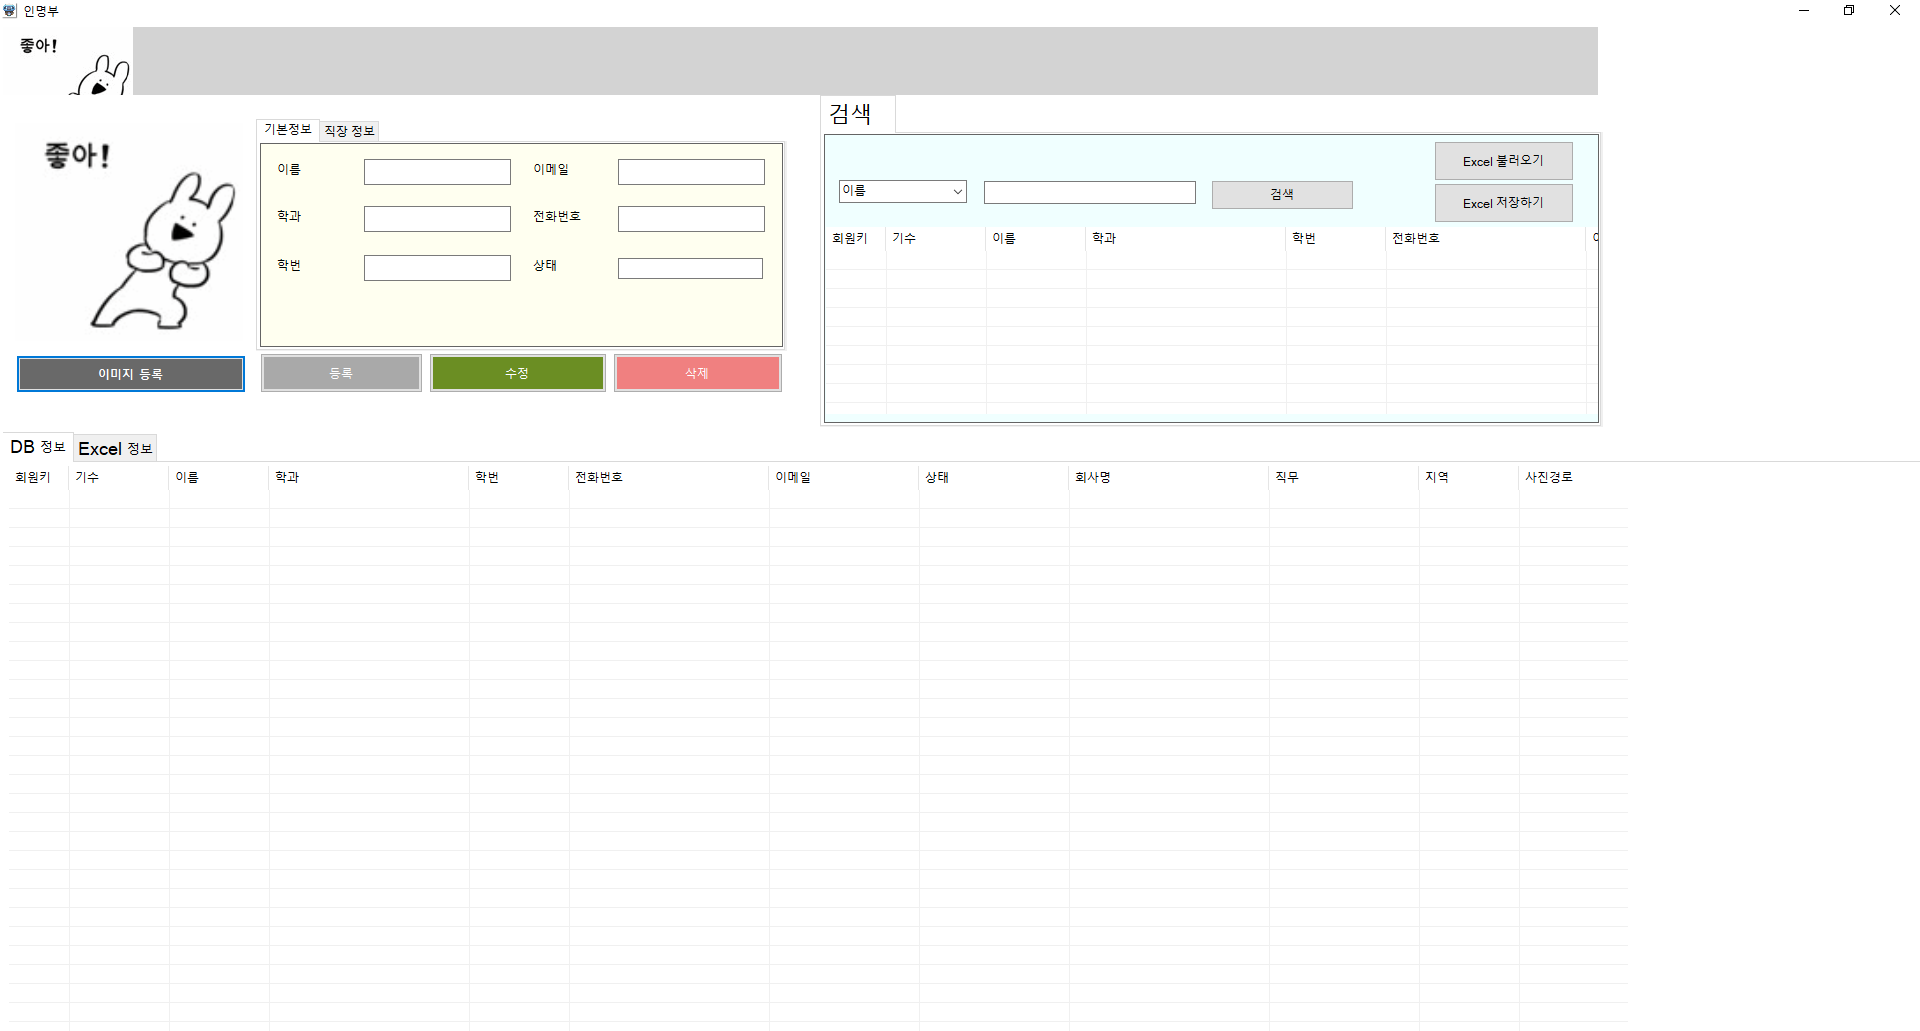 인명부
좋아!
좋아!
기본정보 직장 정보
이름 이메일
학과 전화번호
학번 상태
이미지 등록 등록 수정 삭제
검색
Excel 불러오기
이름 검색
Excel 저장하기
회원키 기수 이름 학과 학번 전화번호
DB 정보 Excel 정보
회원키 기수 이름 학과 학번 전화번호 이메일 상태 회사명 직무 지역 사진경로